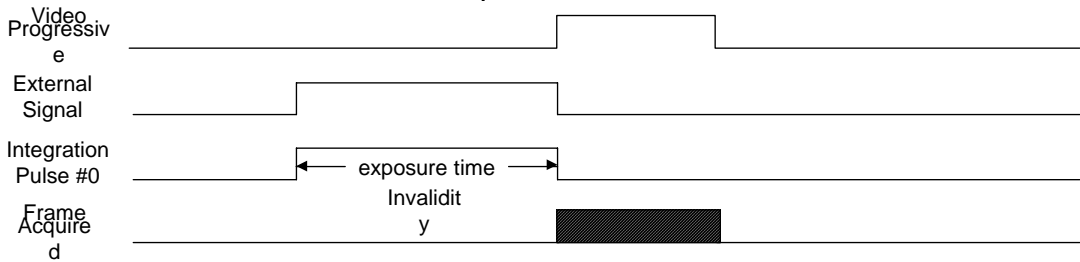 Video
Progressiv
e
External
Signal
Integration
Pulse #0
exposure time
Invalidit
y
Frame
Acquire
d